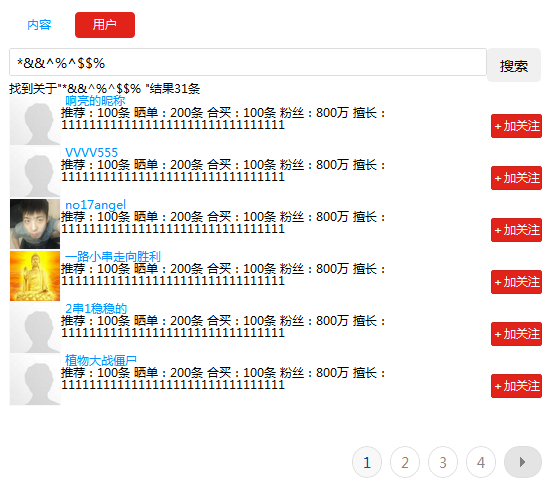 内容 用户
*&&^%^$$% 搜索
找到关于"*&&^%^$$% "结果31条
响亮的昵称
推荐：100条 晒单：200条 合买：100条 粉丝：800万 擅长：
11111111111111111111111111111111
+ 加关注
VVVV555
推荐：100条 晒单：200条 合买：100条 粉丝：800万 擅长：
11111111111111111111111111111111
+ 加关注
no17angel
推荐：100条 晒单：200条 合买：100条 粉丝：800万 擅长：
11111111111111111111111111111111
+ 加关注
一路小串走向胜利
推荐：100条 晒单：200条 合买：100条 粉丝：800万 擅长：
11111111111111111111111111111111
+ 加关注
2串1稳稳的
推荐：100条 晒单：200条 合买：100条 粉丝：800万 擅长：
11111111111111111111111111111111
+ 加关注
植物大战僵尸
推荐：100条 晒单：200条 合买：100条 粉丝：800万 擅长：
11111111111111111111111111111111
+ 加关注
1 2 3 4